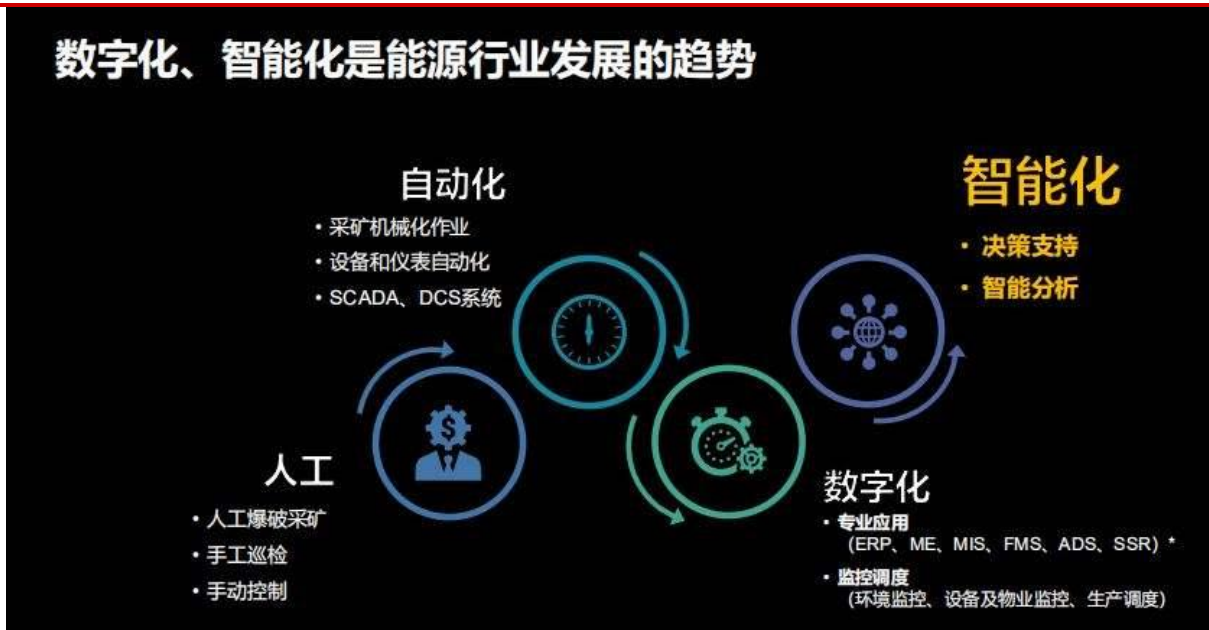 数字化、智能化是能源行业发展的趋势
人工
• 人工爆破采矿
• 手工巡检
• 手动控制
自动化
• 采矿机械化作业
• 设备和仪表自动化
• SCADA、DCS系统
数字化
• 专业应用
(ERP、ME、MIS、FMS、ADS、SSR) *
• 监控调度
(环境监控、设备及物业监控、生产调度)
智能化
• 决策支持
• 智能分析
$